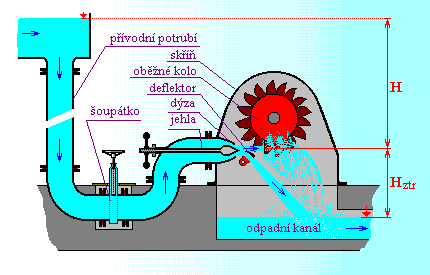 přívodní potrubí
skříň
oběžné kolo
deflektor
dýza
jehla
šoupátko
H
Hztr
odpadní kanál